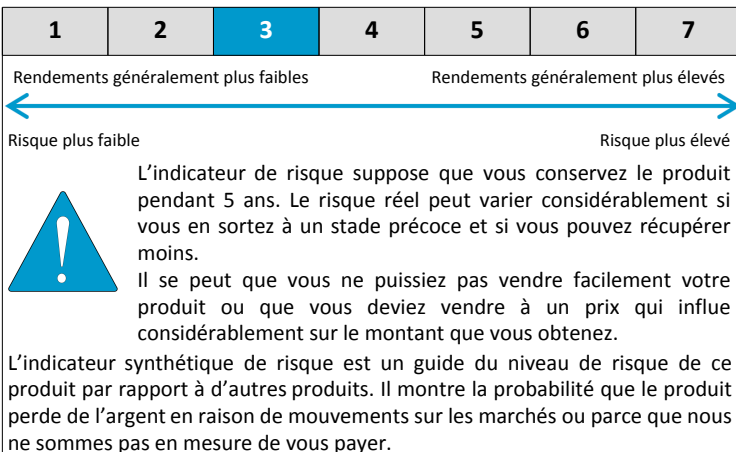 1 2 3 4 5 6 7
Rendements généralement plus faibles Rendements généralement plus élevés
Risque plus faible Risque plus élevé
L’indicateur de risque suppose que vous conservez le produit
pendant 5 ans. Le risque réel peut varier considérablement si
vous en sortez à un stade précoce et si vous pouvez récupérer
moins.
Il se peut que vous ne puissiez pas vendre facilement votre
produit ou que vous deviez vendre à un prix qui influe
considérablement sur le montant que vous obtenez.
L’indicateur synthétique de risque est un guide du niveau de risque de ce
produit par rapport à d’autres produits. Il montre la probabilité que le produit
perde de l’argent en raison de mouvements sur les marchés ou parce que nous
ne sommes pas en mesure de vous payer.